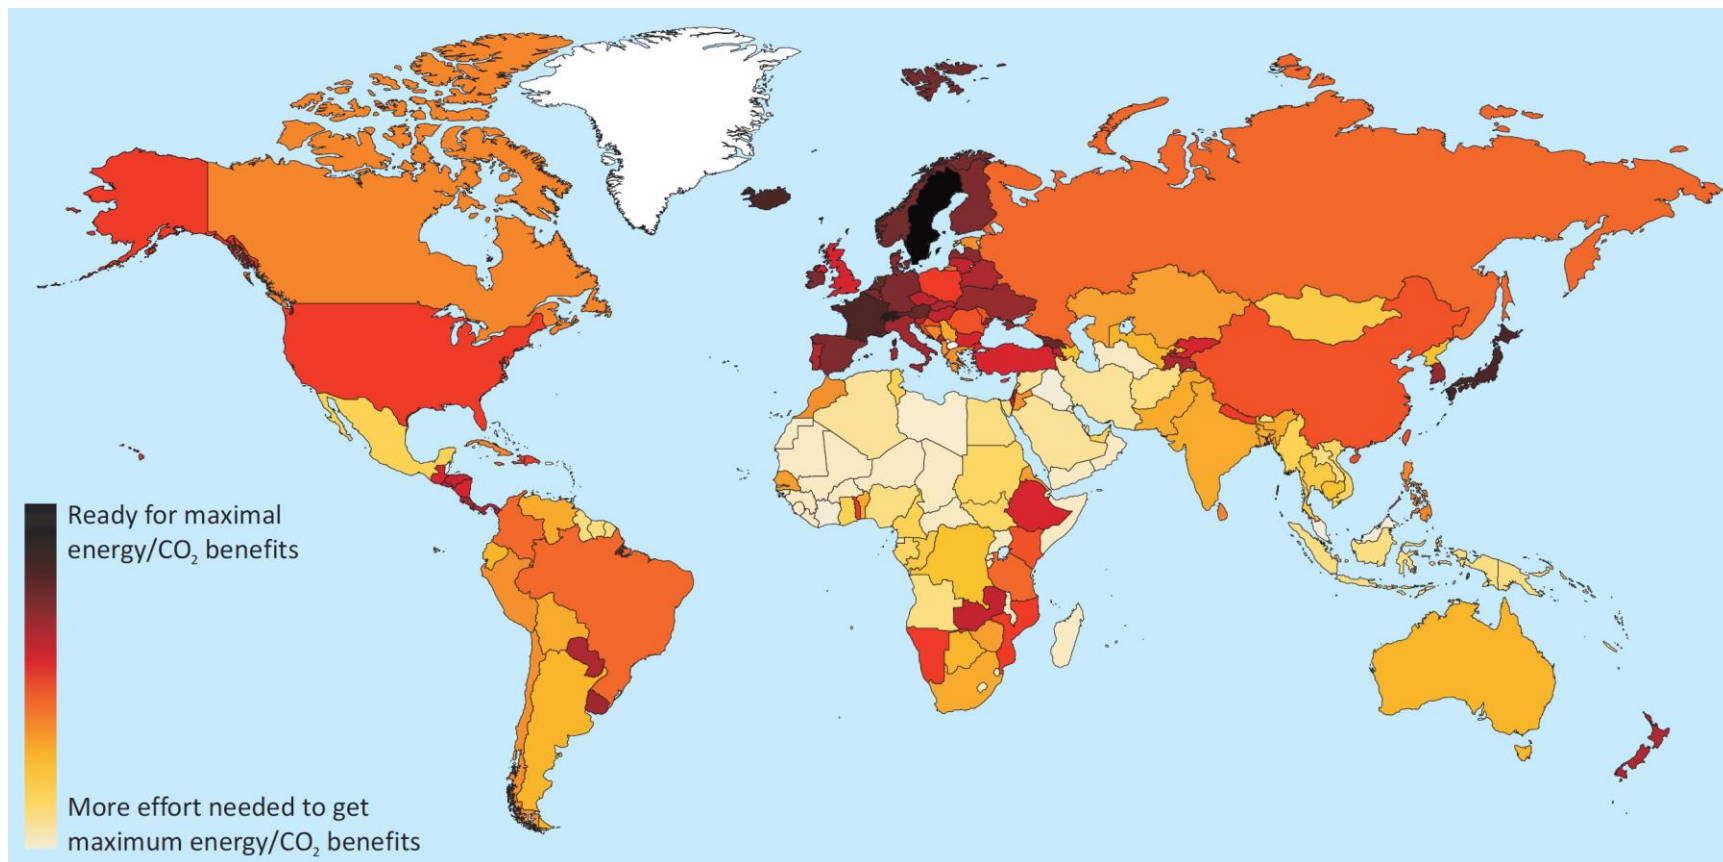 Ready for maximal
energy/CO₂ benefits
More effort needed to get
maximum energy/CO₂ benefits